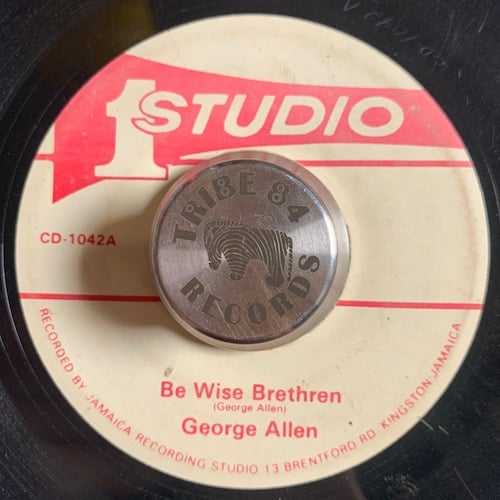 1 STUDIO
CD-1042A
TRIBE 84
RECORDS
Be Wise Brethren
(George Allen)
George Allen
RECORDED BY JAMAICA RECORDING STUDIO 13 BRENTFORD RD KINGSTON JAMAICA